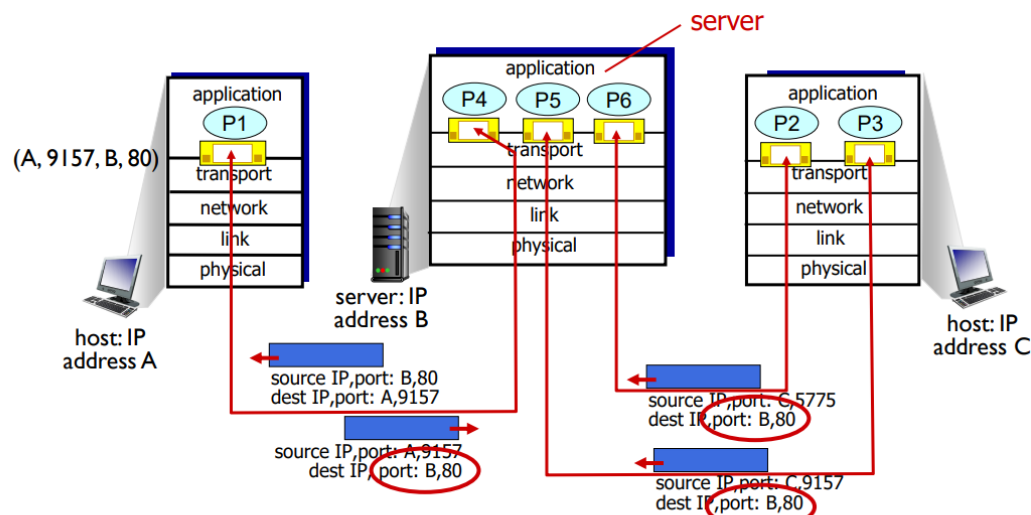 server
application
P1
(A, 9157, B, 80)
transport
network
link
physical
host: IP
address A
application
P4 P5 P6
transport
network
link
physical
server: IP
address B
application
P2 P3
transport
network
link
physical
host: IP
address C
source IP,port: B,80
dest IP,port: A,9157
source IP,port: A,9157
dest IP, port: B,80
source IP,port: C,5775
dest IP,port: B,80
source IP,port: C,9157
dest IP,port: B,80